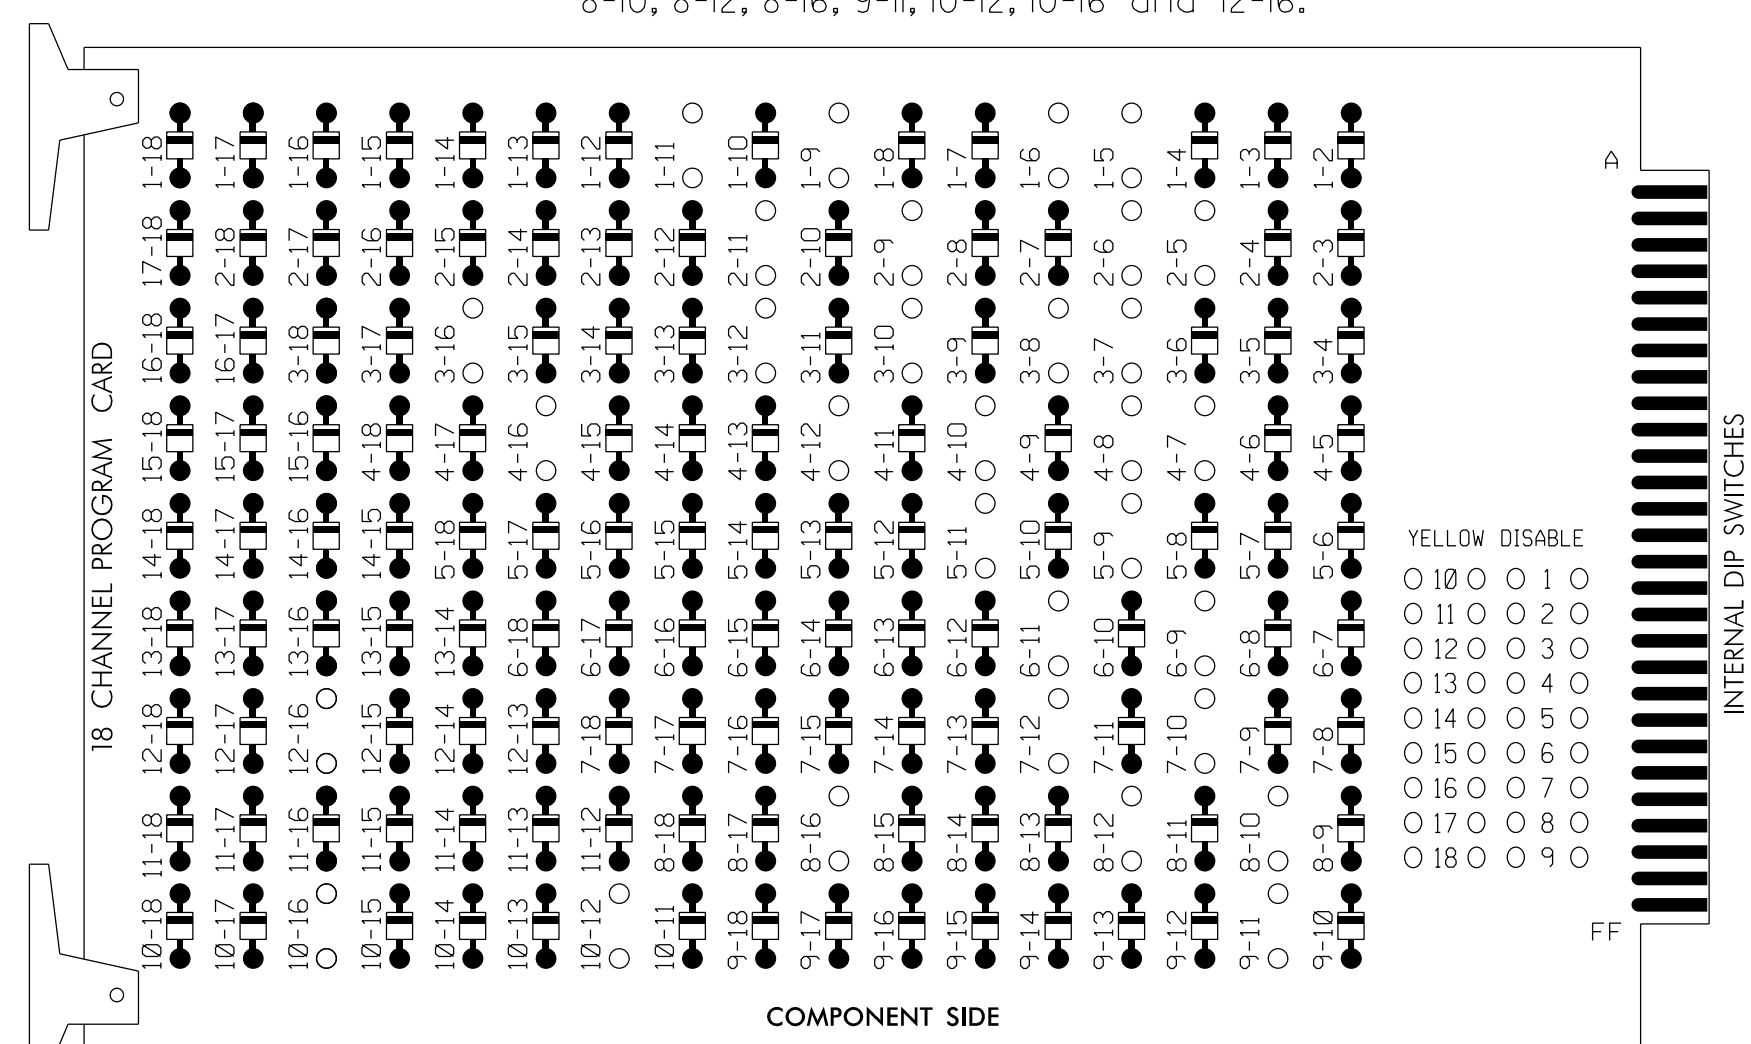 8-10, 8-12, 8-16, 9-11, 10-12, 10-16 and 12-16.
1-18 1-17 1-16 1-15 1-14 1-13 1-12 1-11 1-10 1-9 1-8 1-7 1-6 1-5 1-4 1-3 1-2
A
17-18 2-18 2-17 2-16 2-15 2-14 2-13 2-12 2-11 2-10 2-9 2-8 2-7 2-6 2-5 2-4 2-3
16-18 16-17 3-18 3-17 3-16 3-15 3-14 3-13 3-12 3-11 3-10 3-9 3-8 3-7 3-6 3-5 3-4
15-18 15-17 15-16 4-18 4-17 4-16 4-15 4-14 4-13 4-12 4-11 4-10 4-9 4-8 4-7 4-6 4-5
14-18 14-17 14-16 14-15 5-18 5-17 5-16 5-15 5-14 5-13 5-12 5-11 5-10 5-9 5-8 5-7 5-6
13-18 13-17 13-16 13-15 13-14 6-18 6-17 6-16 6-15 6-14 6-13 6-12 6-11 6-10 6-9 6-8 6-7
12-18 12-17 12-16 12-15 12-14 12-13 7-18 7-17 7-16 7-15 7-14 7-13 7-12 7-11 7-10 7-9 7-8
11-18 11-17 11-16 11-15 11-14 11-13 11-12 8-18 8-17 8-16 8-15 8-14 8-13 8-12 8-11 8-10 8-9
10-18 10-17 10-16 10-15 10-14 10-13 10-12 10-11 9-18 9-17 9-16 9-15 9-14 9-13 9-12 9-11 9-10
18 CHANNEL PROGRAM CARD
YELLOW DISABLE
10 1
11 2
12 3
13 4
14 5
15 6
16 7
17 8
18 9
FF
INTERNAL DIP SWITCHES
COMPONENT SIDE